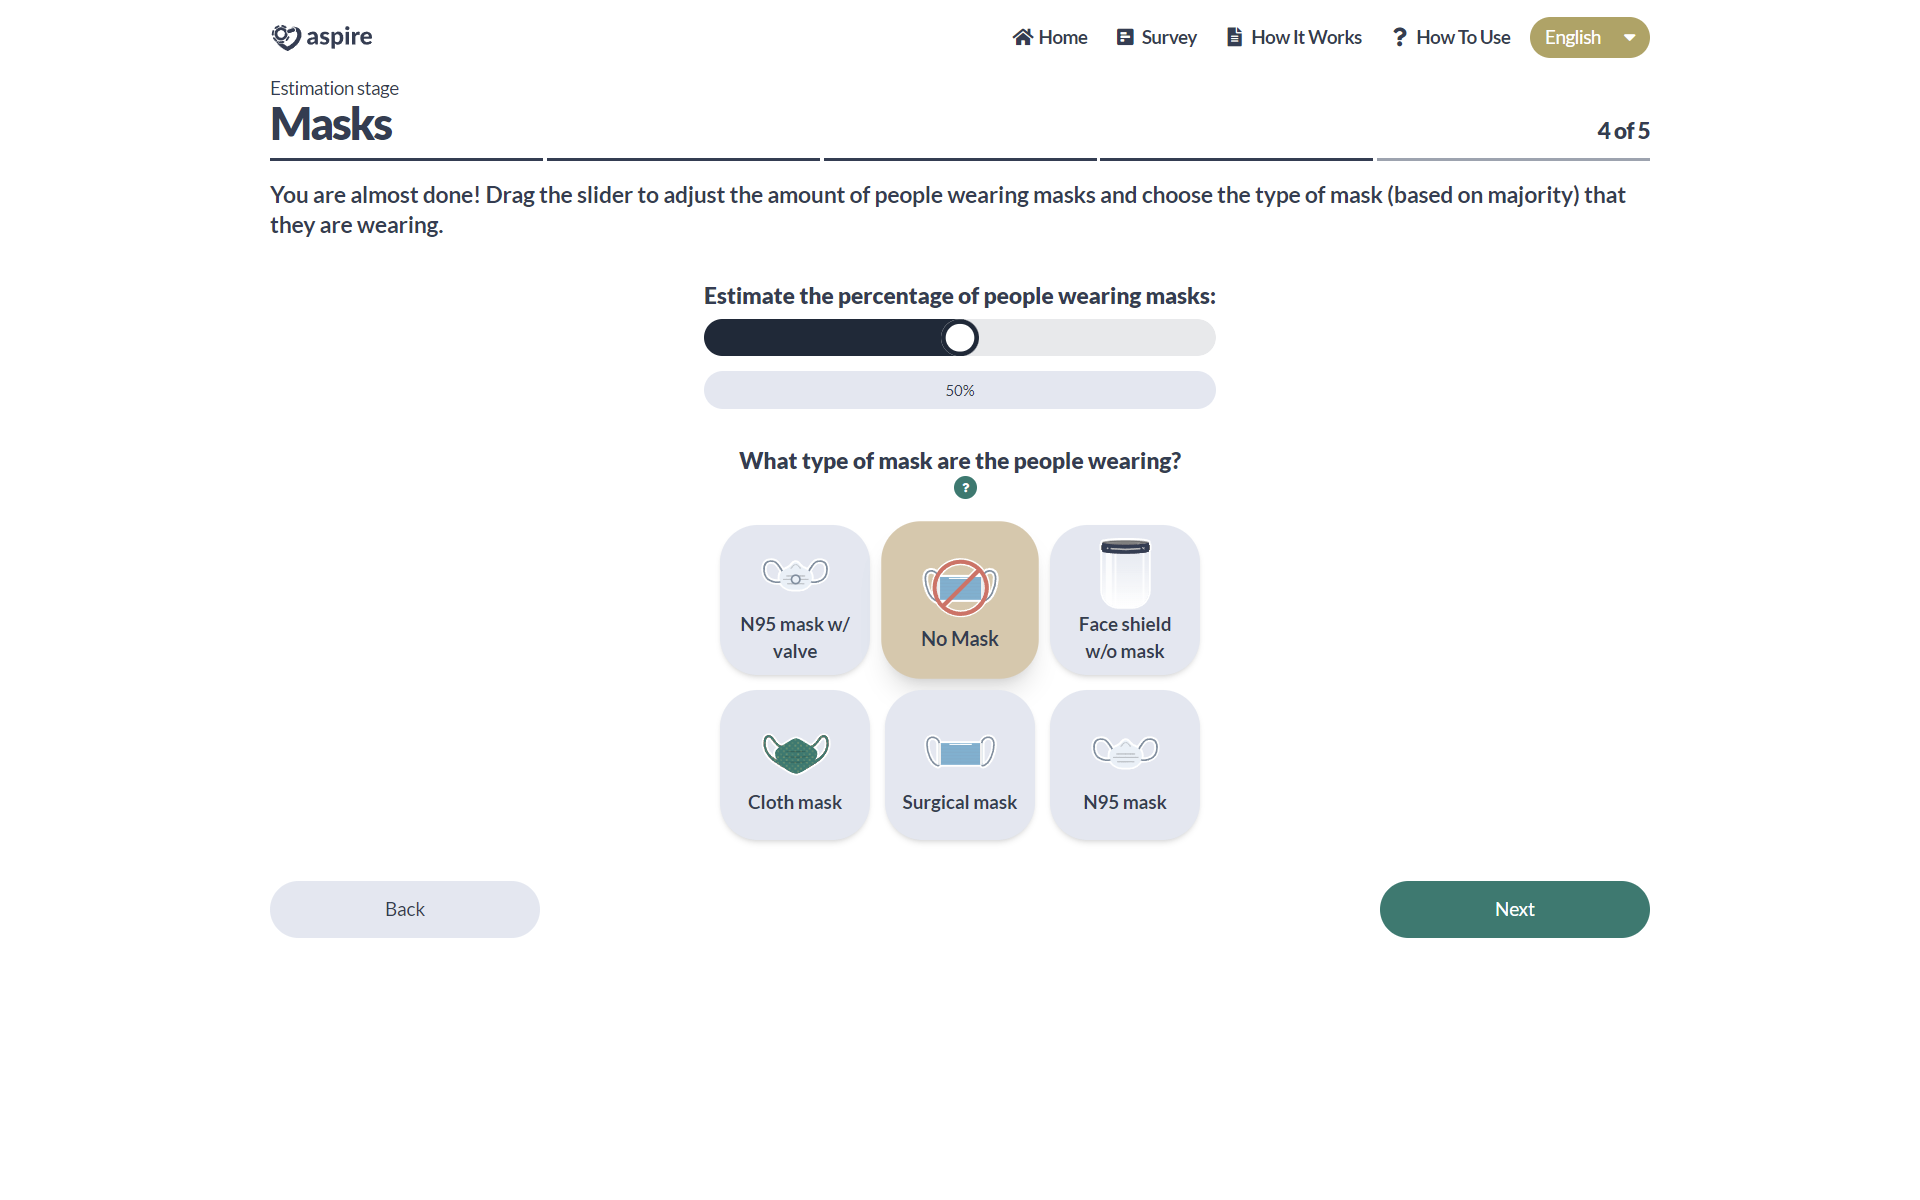 aspire
Home
Survey
How It Works
? How To Use
English
Estimation stage
Masks
4 of 5
You are almost done! Drag the slider to adjust the amount of people wearing masks and choose the type of mask (based on majority) that
they are wearing.
Estimate the percentage of people wearing masks:
50%
What type of mask are the people wearing?
?
N95 mask w/
valve
No Mask
Face shield
w/o mask
Cloth mask
Surgical mask
N95 mask
Back
Next